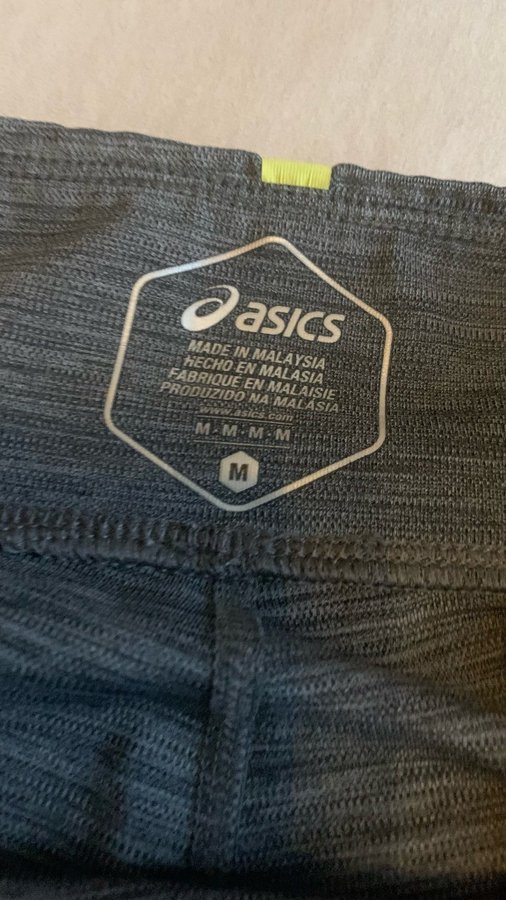 asics
MADE IN MALAYSIA
HECHO EN MALASIA
FABRIQUE EN MALAISIE
PRODUZIDO NA MALASIA
www.asics.com
M - M - M - M
M